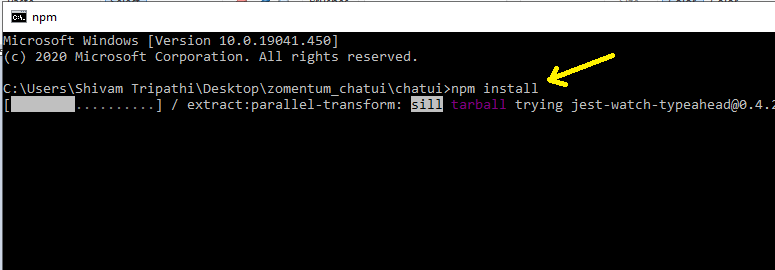 npm
Microsoft Windows [Version 10.0.19041.450]
(c) 2020 Microsoft Corporation. All rights reserved.
C:\Users\Shivam Tripathi\Desktop\zomentum_chatui\chatui>npm install
[ ..........] / extract:parallel-transform: sill tarball trying jest-watch-typeahead@0.4.2